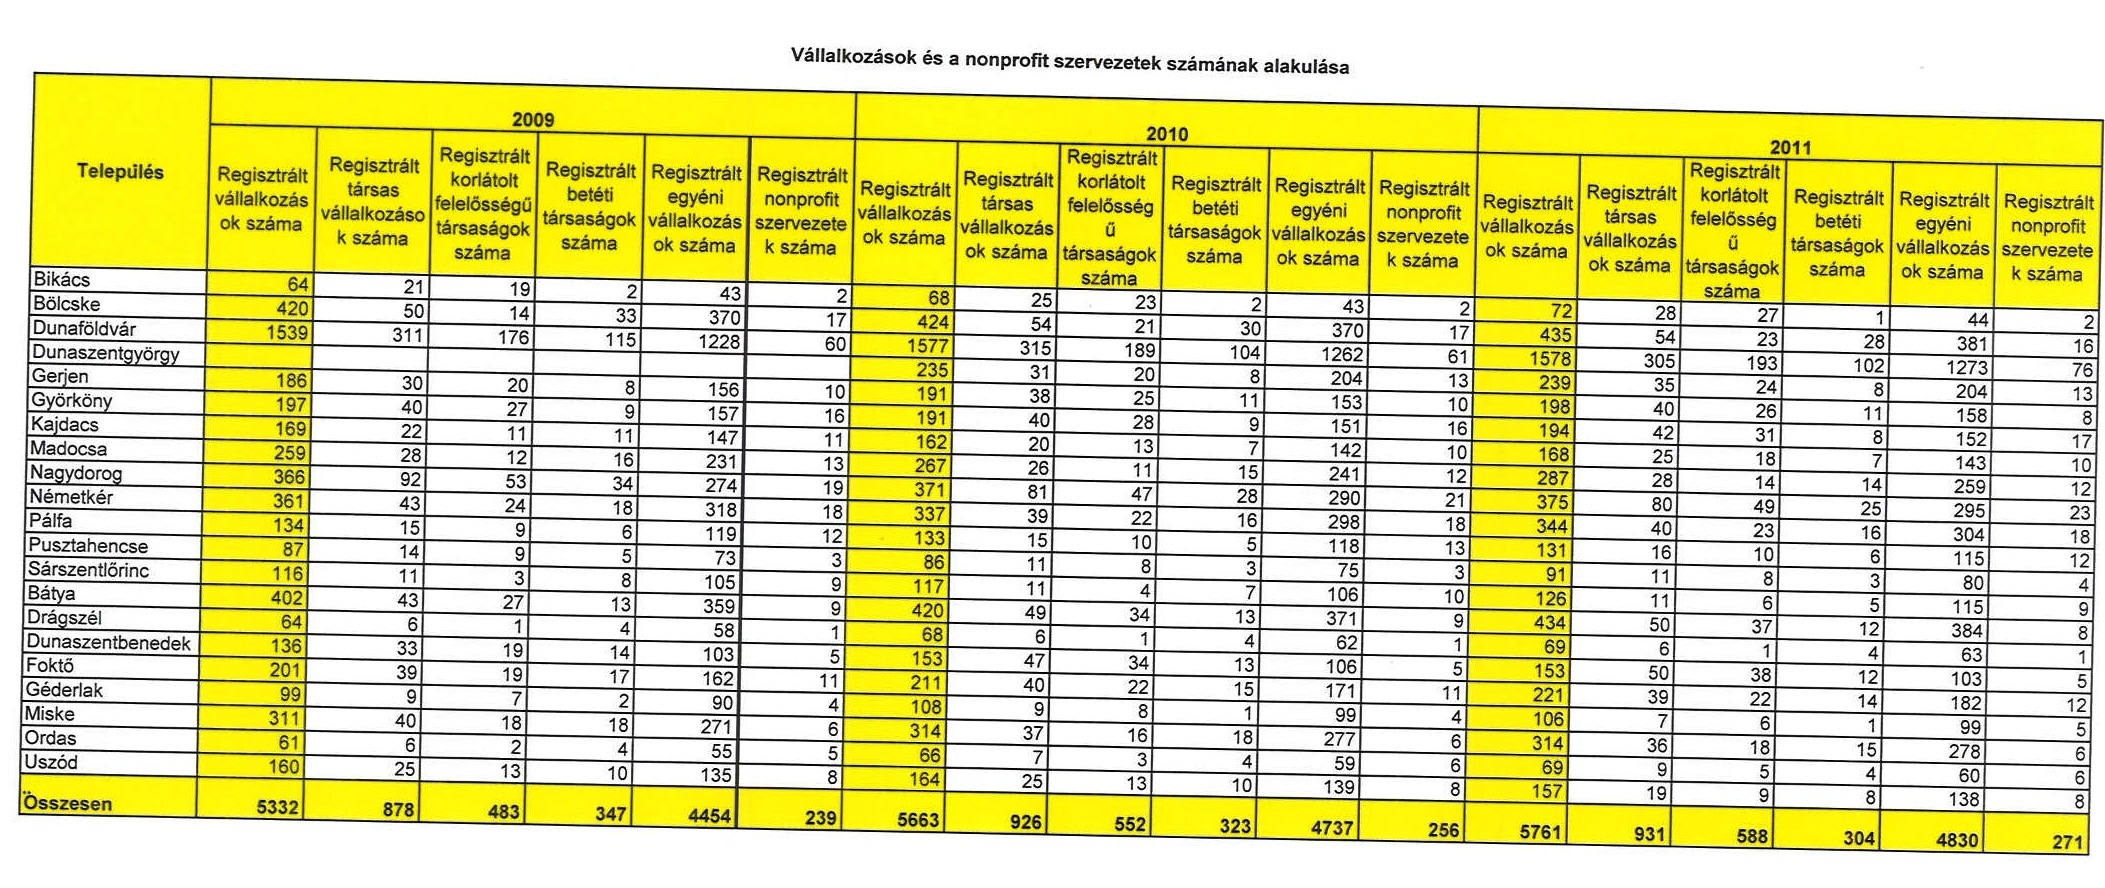 Vállalkozások és a nonprofit szervezetek számának alakulása
Település 2009 2010 2011
Regisztrált vállalkozás ok száma Regisztrált társas vállalkozáso k száma Regisztrált korlátolt felelősségű társaságok száma Regisztrált betéti társaságok száma Regisztrált egyéni vállalkozás ok száma Regisztrált nonprofit szervezete k száma Regisztrált vállalkozás ok száma Regisztrált társas vállalkozás ok száma Regisztrált korlátolt felelősség ű társaságok száma Regisztrált betéti társaságok száma Regisztrált egyéni vállalkozás ok száma Regisztrált nonprofit szervezete k száma Regisztrált vállalkozás ok száma Regisztrált társas vállalkozás ok száma Regisztrált korlátolt felelősség ű társaságok száma Regisztrált betéti társaságok száma Regisztrált egyéni vállalkozás ok száma Regisztrált nonprofit szervezete k száma
Bikács 64 21 19 2 43 2 68 25 23 2 43 2 72 28 27 1 44 2
Bölcske 420 50 14 33 370 17 424 54 21 30 370 17 435 54 23 28 381 16
Dunaföldvár 1539 311 176 115 1228 60 1577 315 189 104 1262 61 1578 305 193 102 1273 76
Dunaszentgyörgy 235 31 20 8 204 13 239 35 24 8 204 13
Gerjen 186 30 20 8 156 10 191 38 25 11 153 10 198 40 26 11 158 8
Györköny 197 40 27 9 157 16 191 40 28 9 151 16 194 42 31 8 152 17
Kajdacs 169 22 11 11 147 11 162 20 13 7 142 10 168 25 18 7 143 10
Madocsa 259 28 12 16 231 13 267 26 11 15 241 12 287 28 14 14 259 12
Nagydorog 366 92 53 34 274 19 371 81 47 28 290 21 375 80 49 25 295 23
Németkér 361 43 24 18 318 18 337 39 22 16 298 18 344 40 23 16 304 18
Pálfa 134 15 9 6 119 12 133 15 10 5 118 13 131 16 10 6 115 12
Pusztahencse 87 14 9 5 73 3 86 11 8 3 75 3 91 11 8 3 80 4
Sárszentlőrinc 116 11 3 8 105 9 117 11 4 7 106 10 126 11 6 5 115 9
Bátya 402 43 27 13 359 9 420 49 34 13 371 9 434 50 37 12 384 8
Drágszél 64 6 1 4 58 1 68 6 1 4 62 1 69 6 1 4 63 1
Dunaszentbenedek 136 33 19 14 103 5 153 47 34 13 106 5 153 50 38 12 103 5
Foktő 201 39 19 17 162 11 211 40 22 15 171 11 221 39 22 14 182 12
Géderlak 99 9 7 2 90 4 108 9 8 1 99 4 106 7 6 1 99 5
Miske 311 40 18 18 271 6 314 37 16 18 277 6 314 36 18 15 278 6
Ordas 61 6 2 4 55 5 66 7 3 4 59 6 69 9 5 4 60 6
Uszód 160 25 13 10 135 8 164 25 13 10 139 8 157 19 9 8 138 8
Összesen 5332 878 483 347 4454 239 5663 926 552 323 4737 256 5761 931 588 304 4830 271